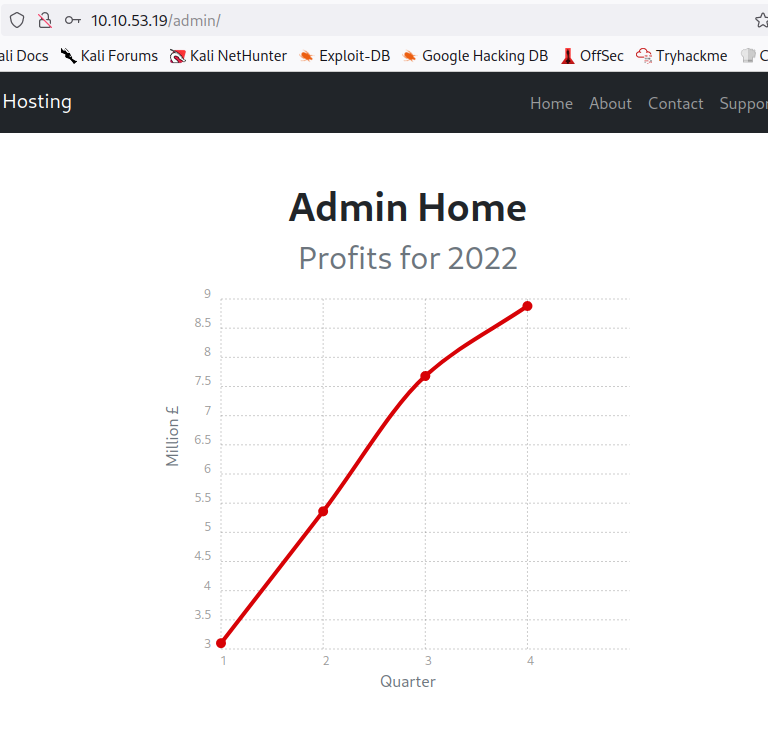 10.10.53.19/admin/
ali Docs Kali Forums Kali NetHunter Exploit-DB Google Hacking DB OffSec Tryhackme C
Hosting Home About Contact Suppor
Admin Home
Profits for 2022
9
8.5
8
7.5
7
6.5
6
5.5
5
4.5
4
3.5
3
Million £
1 2 3 4
Quarter